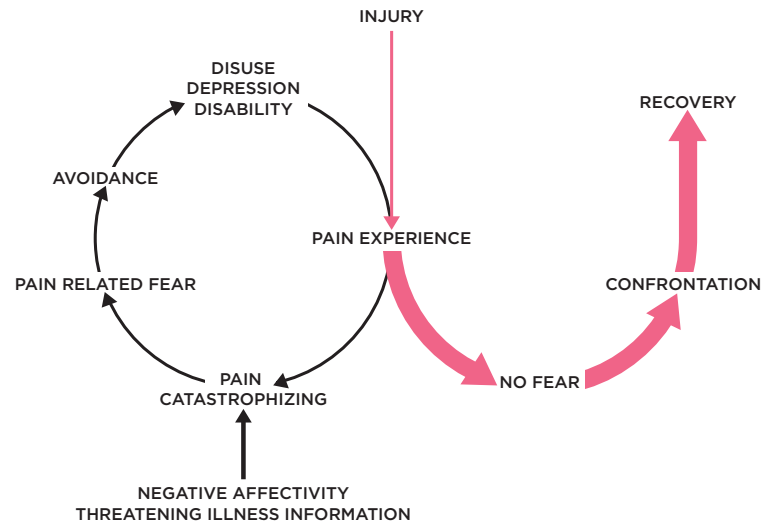 INJURY
DISUSE
DEPRESSION
DISABILITY
RECOVERY
AVOIDANCE
PAIN EXPERIENCE
PAIN RELATED FEAR
CONFRONTATION
PAIN
CATASTROPHIZING
NO FEAR
NEGATIVE AFFECTIVITY
THREATENING ILLNESS INFORMATION